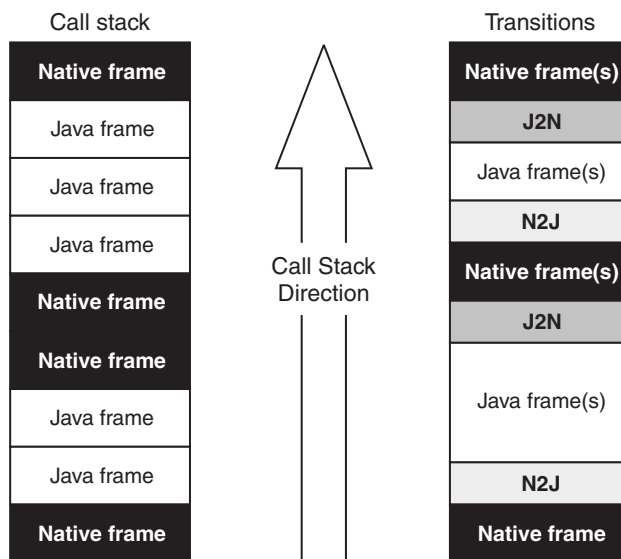 Call stack
Native frame
Java frame
Java frame
Java frame
Native frame
Native frame
Java frame
Java frame
Native frame
Call Stack
Direction
Transitions
Native frame(s)
J2N
Java frame(s)
N2J
Native frame(s)
J2N
Java frame(s)
N2J
Native frame